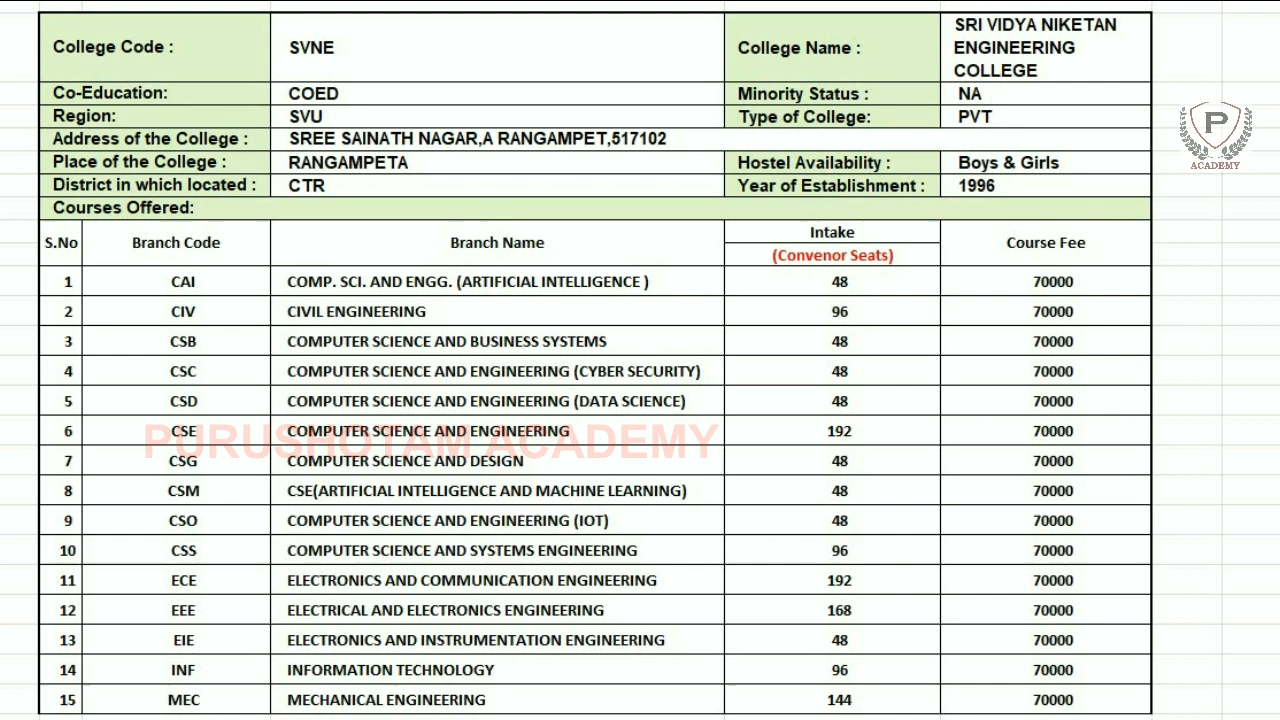 College Code : SVNE College Name : SRI VIDYA NIKETAN
ENGINEERING
COLLEGE
Co-Education: COED Minority Status : NA
Region: SVU Type of College: PVT
Address of the College : SREE SAINATH NAGAR,A RANGAMPET,517102
Place of the College : RANGAMPETA Hostel Availability : Boys & Girls
District in which located : CTR Year of Establishment : 1996
Courses Offered:
S.No Branch Code Branch Name Intake Course Fee
(Convenor Seats)
1 CAI COMP. SCI. AND ENGG. (ARTIFICIAL INTELLIGENCE ) 48 70000
2 CIV CIVIL ENGINEERING 96 70000
3 CSB COMPUTER SCIENCE AND BUSINESS SYSTEMS 48 70000
4 CSC COMPUTER SCIENCE AND ENGINEERING (CYBER SECURITY) 48 70000
5 CSD COMPUTER SCIENCE AND ENGINEERING (DATA SCIENCE) 48 70000
6 CSE COMPUTER SCIENCE AND ENGINEERING 192 70000
7 CSG COMPUTER SCIENCE AND DESIGN 48 70000
8 CSM CSE(ARTIFICIAL INTELLIGENCE AND MACHINE LEARNING) 48 70000
9 CSO COMPUTER SCIENCE AND ENGINEERING (IOT) 48 70000
10 CSS COMPUTER SCIENCE AND SYSTEMS ENGINEERING 96 70000
11 ECE ELECTRONICS AND COMMUNICATION ENGINEERING 192 70000
12 EEE ELECTRICAL AND ELECTRONICS ENGINEERING 168 70000
13 EIE ELECTRONICS AND INSTRUMENTATION ENGINEERING 48 70000
14 INF INFORMATION TECHNOLOGY 96 70000
15 MEC MECHANICAL ENGINEERING 144 70000
PURUSHOTAM ACADEMY
P
ACADEMY